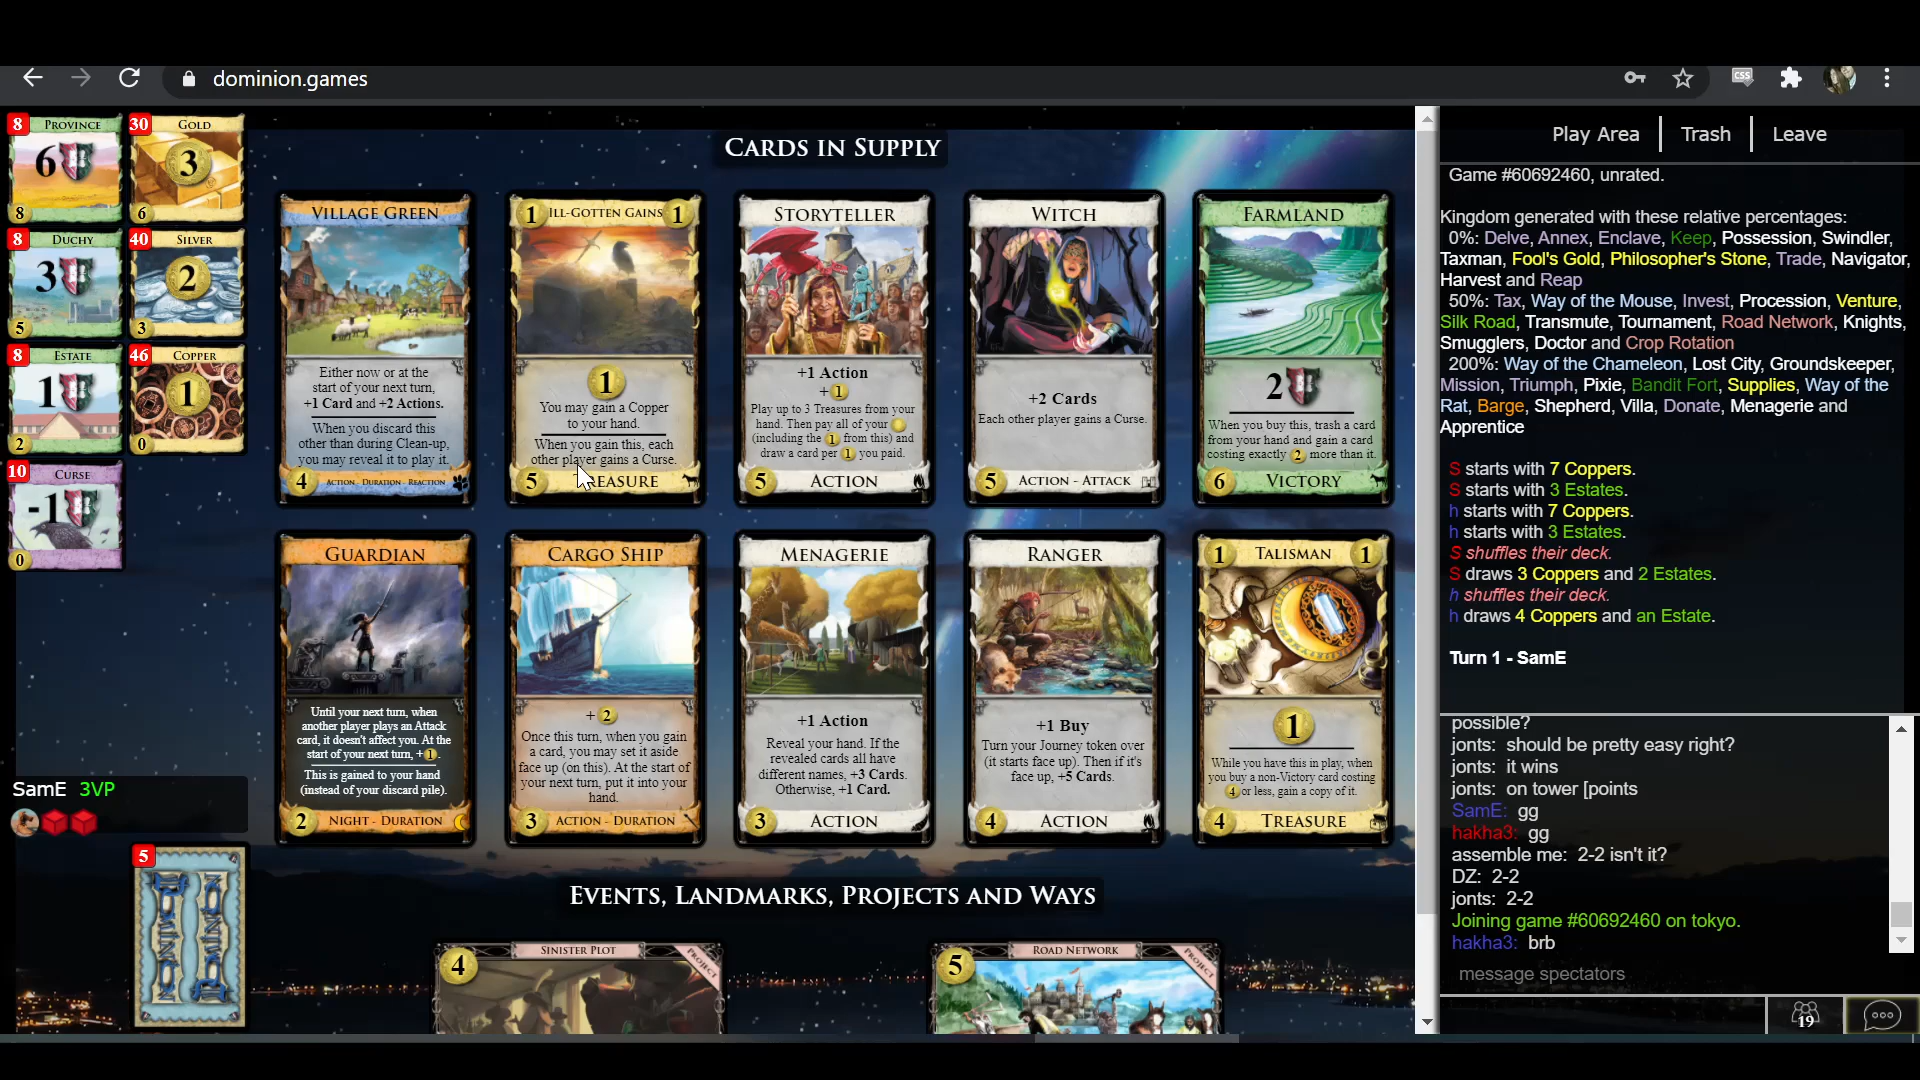 dominion.games
CSS
8 Province
6
8
30 Gold
3
6
8 Duchy
3
5
40 Silver
2
3
8 Estate
1
2
46 Copper
1
0
10 Curse
-1
0
Cards in Supply
Village Green
Either now or at the
start of your next turn,
+1 Card and +2 Actions.
When you discard this
other than during Clean-up,
you may reveal it to play it.
4 Action - Duration - Reaction
1 Ill-Gotten Gains 1
1
You may gain a Copper
to your hand.
When you gain this, each
other player gains a Curse.
5 Treasure
Storyteller
+1 Action
+ 1
Play up to 3 Treasures from your
hand. Then pay all of your
(including the 1 from this) and
draw a card per 1 you paid.
5 Action
Witch
+2 Cards
Each other player gains a Curse.
5 Action - Attack
Farmland
2
When you buy this, trash a card
from your hand and gain a card
costing exactly 2 more than it.
6 Victory
Guardian
Until your next turn, when
another player plays an Attack
card, it doesn't affect you. At the
start of your next turn, + 1.
This is gained to your hand
(instead of your discard pile).
2 Night - Duration
Cargo Ship
+ 2
Once this turn, when you gain
a card, you may set it aside
face up (on this). At the start of
your next turn, put it into your
hand.
3 Action - Duration
Menagerie
+1 Action
Reveal your hand. If the
revealed cards all have
different names, +3 Cards.
Otherwise, +1 Card.
3 Action
Ranger
+1 Buy
Turn your Journey token over
(it starts face up). Then if it's
face up, +5 Cards.
4 Action
1 Talisman 1
1
While you have this in play, when
you buy a non-Victory card costing
4 or less, gain a copy of it.
4 Treasure
Events, Landmarks, Projects and Ways
4 Sinister Plot Project
5 Road Network Project
SamE 3VP
5
Dominion
Dominion
Play Area | Trash | Leave
Game #60692460, unrated.
Kingdom generated with these relative percentages:
0%: Delve, Annex, Enclave, Keep, Possession, Swindler,
Taxman, Fool's Gold, Philosopher's Stone, Trade, Navigator,
Harvest and Reap
50%: Tax, Way of the Mouse, Invest, Procession, Venture,
Silk Road, Transmute, Tournament, Road Network, Knights,
Smugglers, Doctor and Crop Rotation
200%: Way of the Chameleon, Lost City, Groundskeeper,
Mission, Triumph, Pixie, Bandit Fort, Supplies, Way of the
Rat, Barge, Shepherd, Villa, Donate, Menagerie and
Apprentice
S starts with 7 Coppers.
S starts with 3 Estates.
h starts with 7 Coppers.
h starts with 3 Estates.
S shuffles their deck.
S draws 3 Coppers and 2 Estates.
h shuffles their deck.
h draws 4 Coppers and an Estate.
Turn 1 - SamE
possible?
jonts: should be pretty easy right?
jonts: it wins
jonts: on tower [points
SamE: gg
hakha3: gg
assemble me: 2-2 isn't it?
DZ: 2-2
jonts: 2-2
Joining game #60692460 on tokyo.
hakha3: brb
message spectators
19